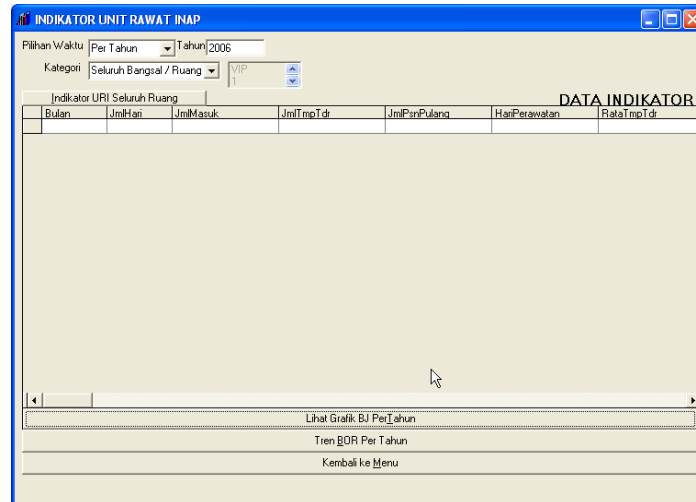 INDIKATOR UNIT RAWAT INAP
Pilihan Waktu Per Tahun Tahun 2006
Kategori Seluruh Bangsal / Ruang VIP
1
Indikator URI Seluruh Ruang
DATA INDIKATOR
Bulan JmlHari JmlMasuk JmlTmpTdr JmlPsnPulang HariPerawatan RataTmpTdr
Lihat Grafik BJ PerTahun
Tren BOR Per Tahun
Kembali ke Menu